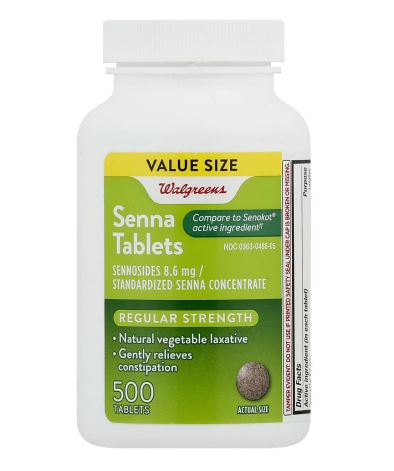 VALUE SIZE
Walgreens
Senna
Tablets
Compare to Senokot®
active ingredient††
NDC 0363-0486-05
SENNOSIDES 8.6 mg /
STANDARDIZED SENNA CONCENTRATE
REGULAR STRENGTH
• Natural vegetable laxative
• Gently relieves
constipation
500
TABLETS
ACTUAL SIZE
TAMPER EVIDENT: DO NOT USE IF PRINTED SAFETY SEAL UNDER CAP IS BROKEN OR MISSING.
Drug Facts
Active ingredient (in each tablet)
Purpose